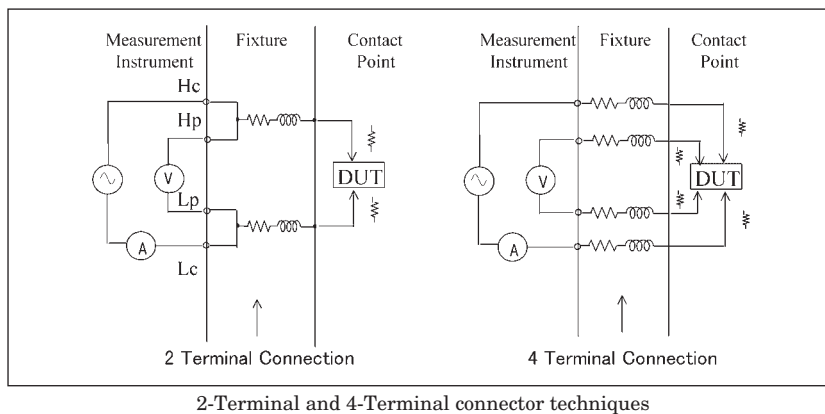 Measurement Instrument
Fixture
Contact Point
Hc
Hp
V
Lp
A
Lc
DUT
2 Terminal Connection
Measurement Instrument
Fixture
Contact Point
V
A
DUT
4 Terminal Connection
2-Terminal and 4-Terminal connector techniques